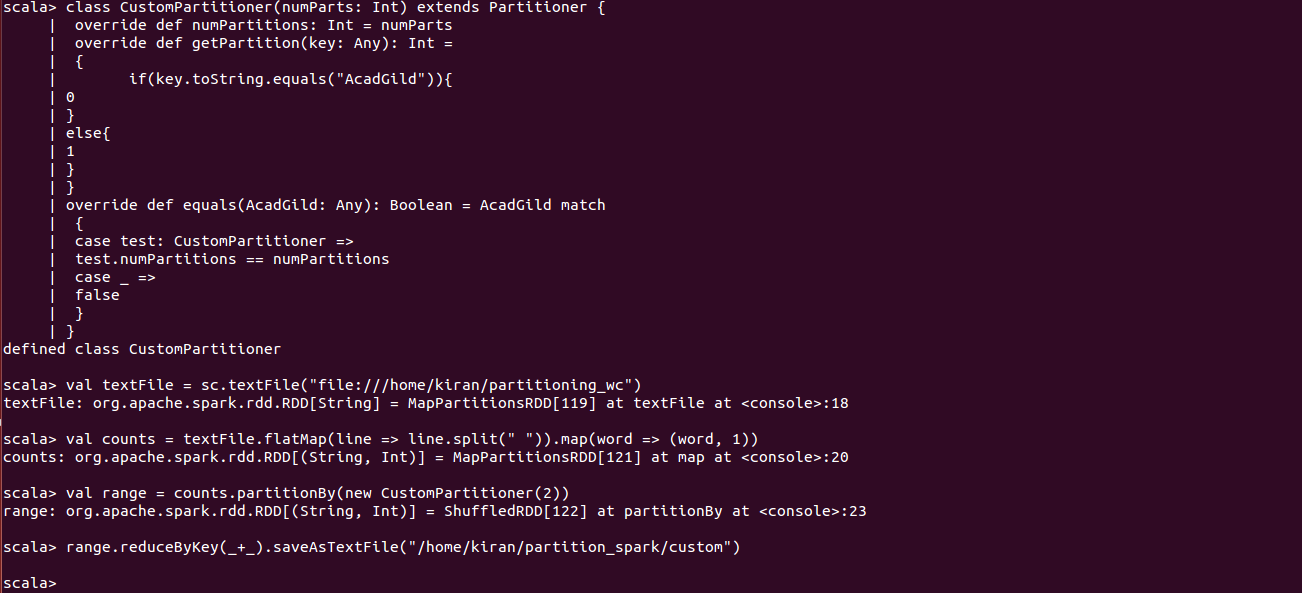 scala> class CustomPartitioner(numParts: Int) extends Partitioner {
     |  override def numPartitions: Int = numParts
     |  override def getPartition(key: Any): Int =
     |  {
     |        if(key.toString.equals("AcadGild")){
     | 0
     | }
     | else{
     | 1
     | }
     | }
     | override def equals(AcadGild: Any): Boolean = AcadGild match
     |  {
     |  case test: CustomPartitioner =>
     |  test.numPartitions == numPartitions
     |  case _ =>
     |  false
     |  }
     | }
defined class CustomPartitioner

scala> val textFile = sc.textFile("file:///home/kiran/partitioning_wc")
textFile: org.apache.spark.rdd.RDD[String] = MapPartitionsRDD[119] at textFile at <console>:18

scala> val counts = textFile.flatMap(line => line.split(" ")).map(word => (word, 1))
counts: org.apache.spark.rdd.RDD[(String, Int)] = MapPartitionsRDD[121] at map at <console>:20

scala> val range = counts.partitionBy(new CustomPartitioner(2))
range: org.apache.spark.rdd.RDD[(String, Int)] = ShuffledRDD[122] at partitionBy at <console>:23

scala> range.reduceByKey(_+_).saveAsTextFile("/home/kiran/partition_spark/custom")

scala>